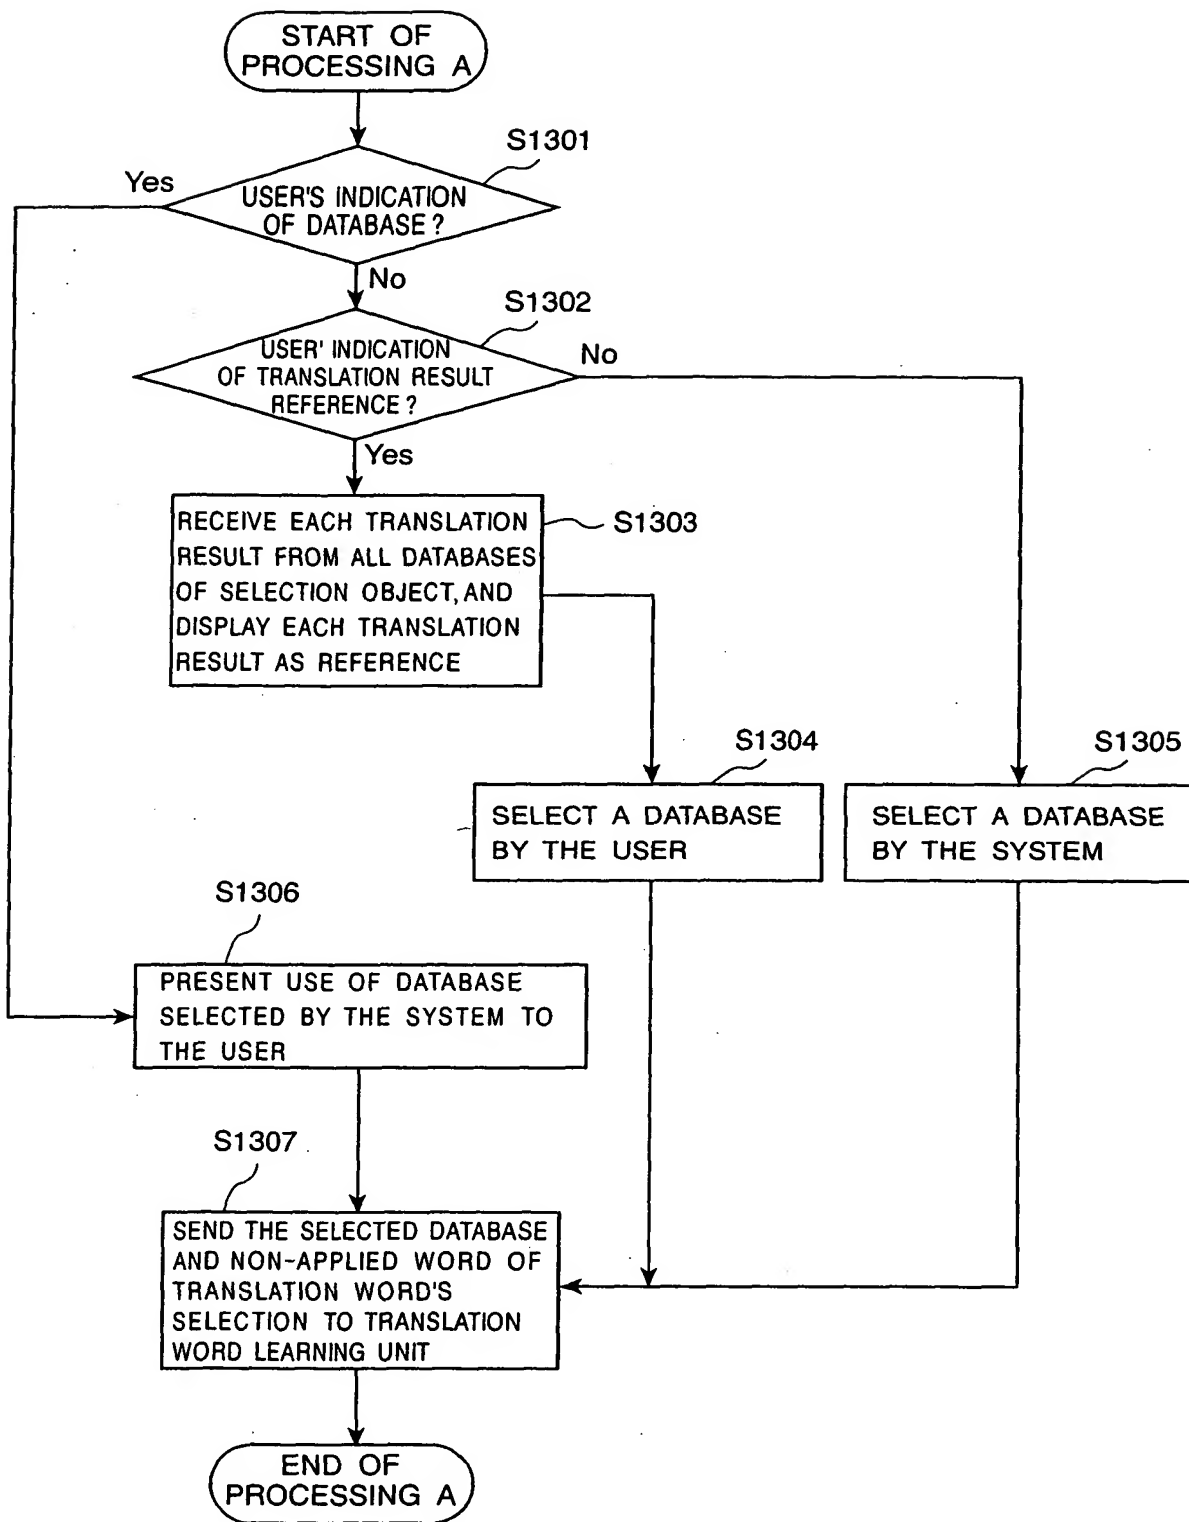 START OF
PROCESSING A
S1301
Yes
USER'S INDICATION
OF DATABASE?
No
S1302
USER' INDICATION
OF TRANSLATION RESULT
REFERENCE?
No
Yes
RECEIVE EACH TRANSLATION
RESULT FROM ALL DATABASES
OF SELECTION OBJECT, AND
DISPLAY EACH TRANSLATION
RESULT AS REFERENCE
S1303
S1304
SELECT A DATABASE
BY THE USER
S1305
SELECT A DATABASE
BY THE SYSTEM
S1306
PRESENT USE OF DATABASE
SELECTED BY THE SYSTEM TO
THE USER
S1307
SEND THE SELECTED DATABASE
AND NON-APPLIED WORD OF
TRANSLATION WORD'S
SELECTION TO TRANSLATION
WORD LEARNING UNIT
END OF
PROCESSING A